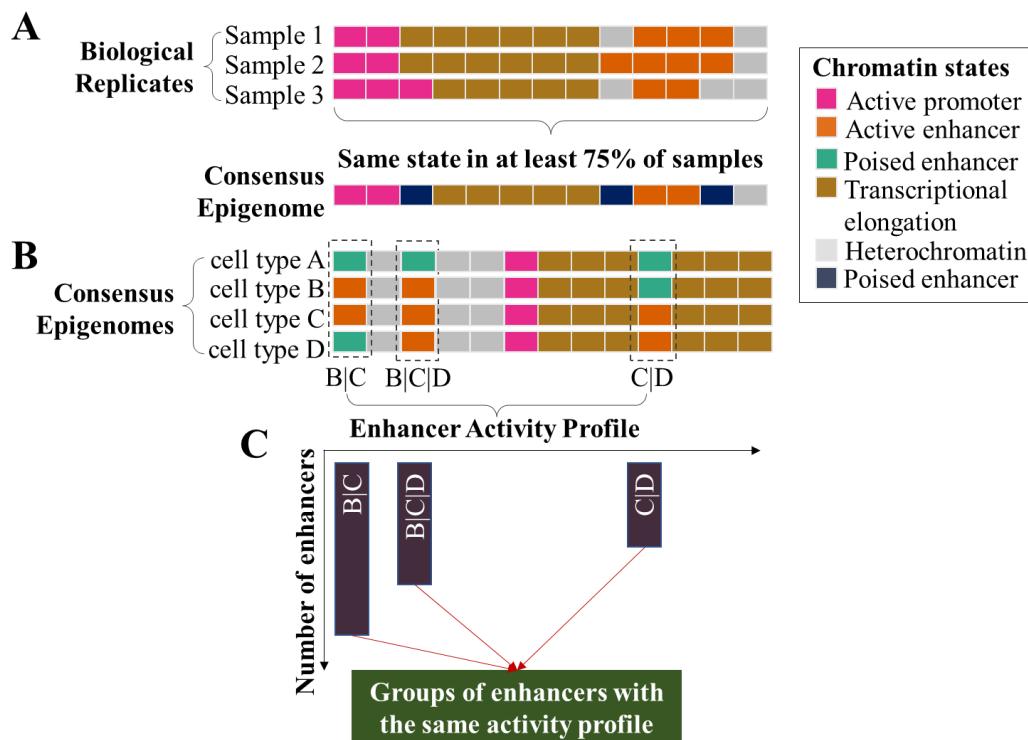 A
Biological
Replicates
Sample 1
Sample 2
Sample 3
Same state in at least 75% of samples
Consensus
Epigenome
Chromatin states
Active promoter
Active enhancer
Poised enhancer
Transcriptional
elongation
Heterochromatin
Poised enhancer
B
Consensus
Epigenomes
cell type A
cell type B
cell type C
cell type D
B|C
B|C|D
C|D
Enhancer Activity Profile
C
Number of enhancers
B|C
B|C|D
C|D
Groups of enhancers with
the same activity profile